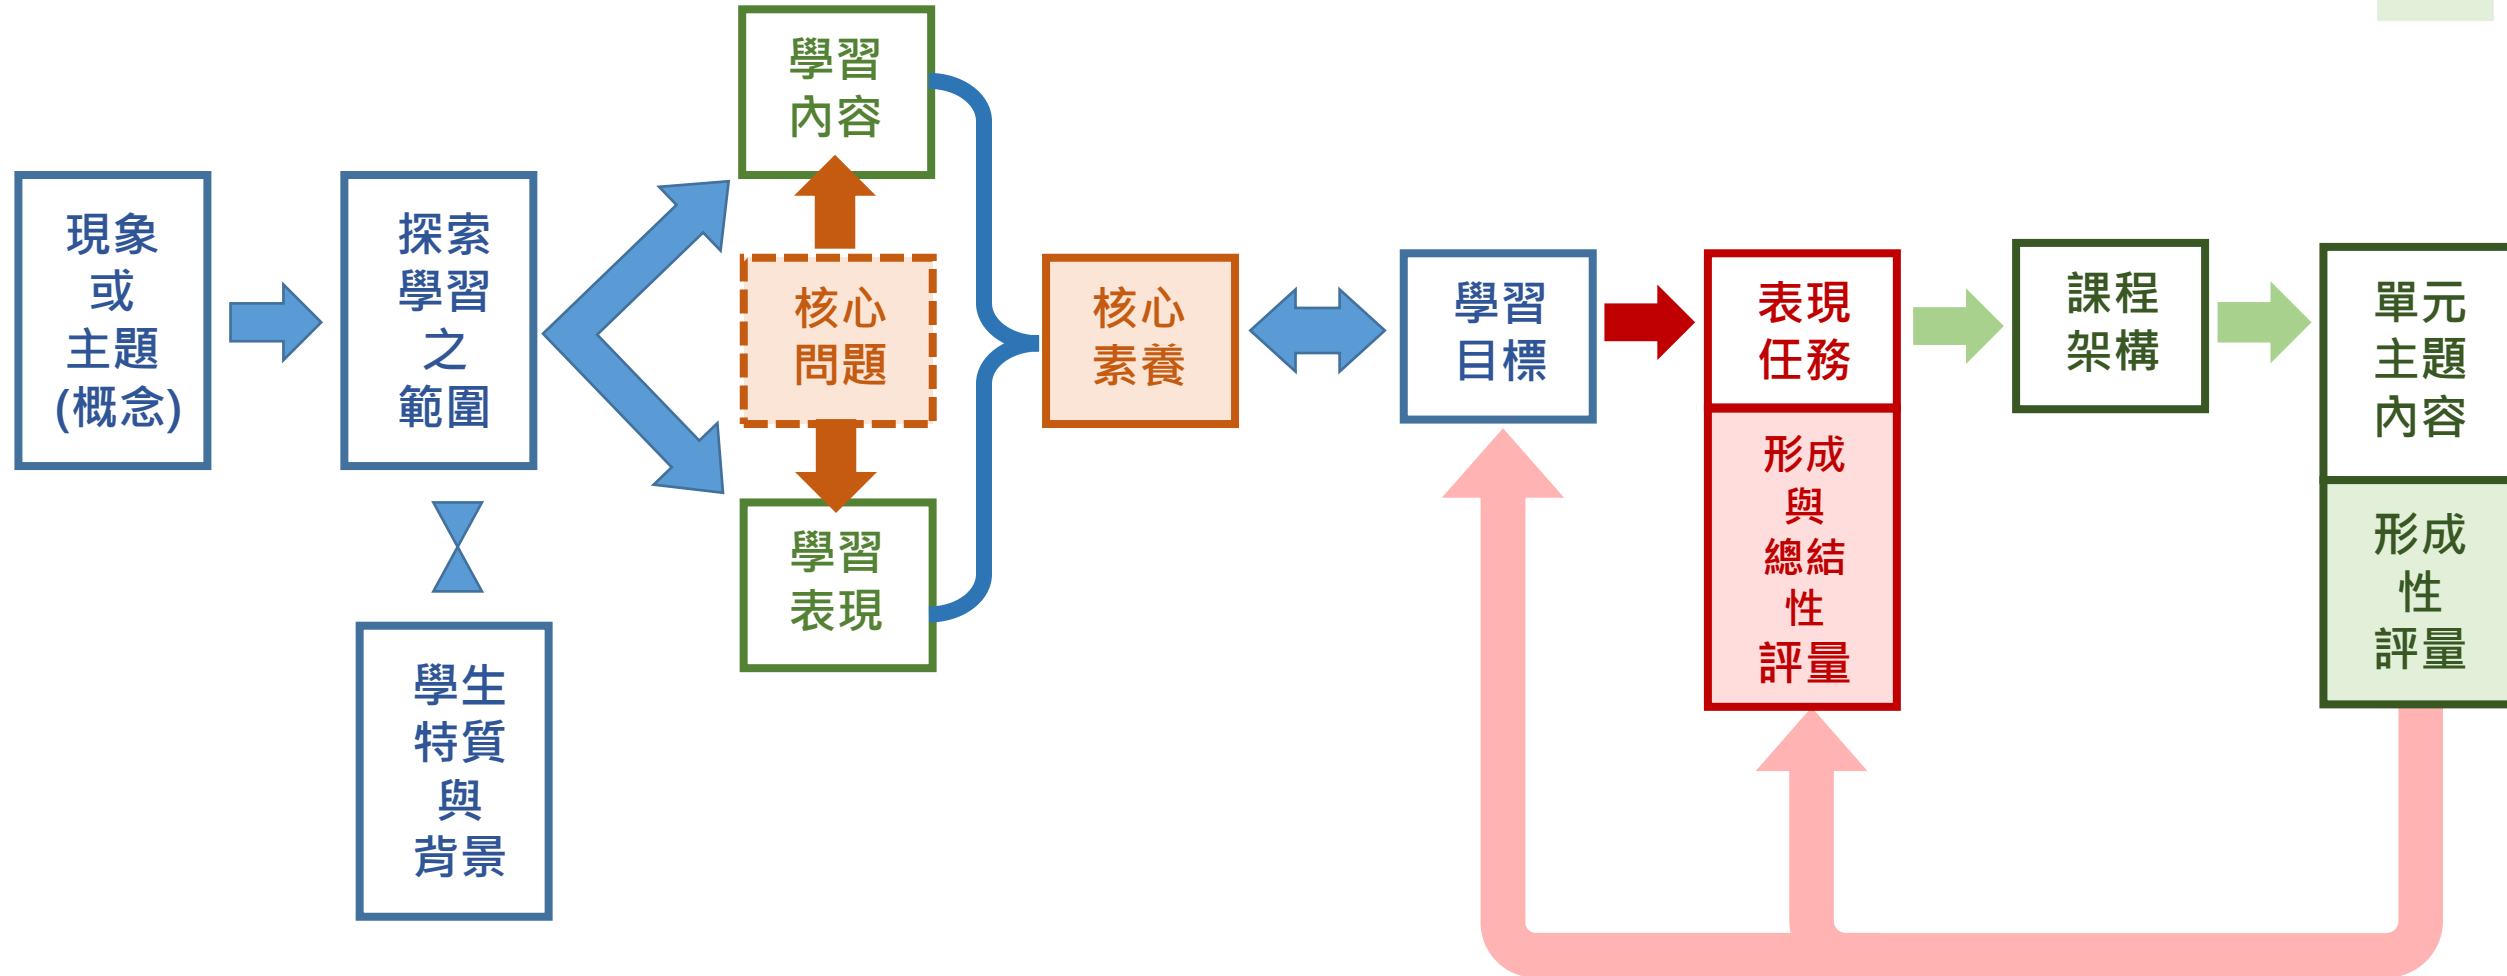 現象
或
主題
(概念)
探索
學習
之
範圍
學生
特質
與
背景
學習
內容
核心
問題
學習
表現
核心
素養
學習
目標
表現
任務
形成
與
總結
性
評量
課程
架構
單元
主題
內容
形成
性
評量